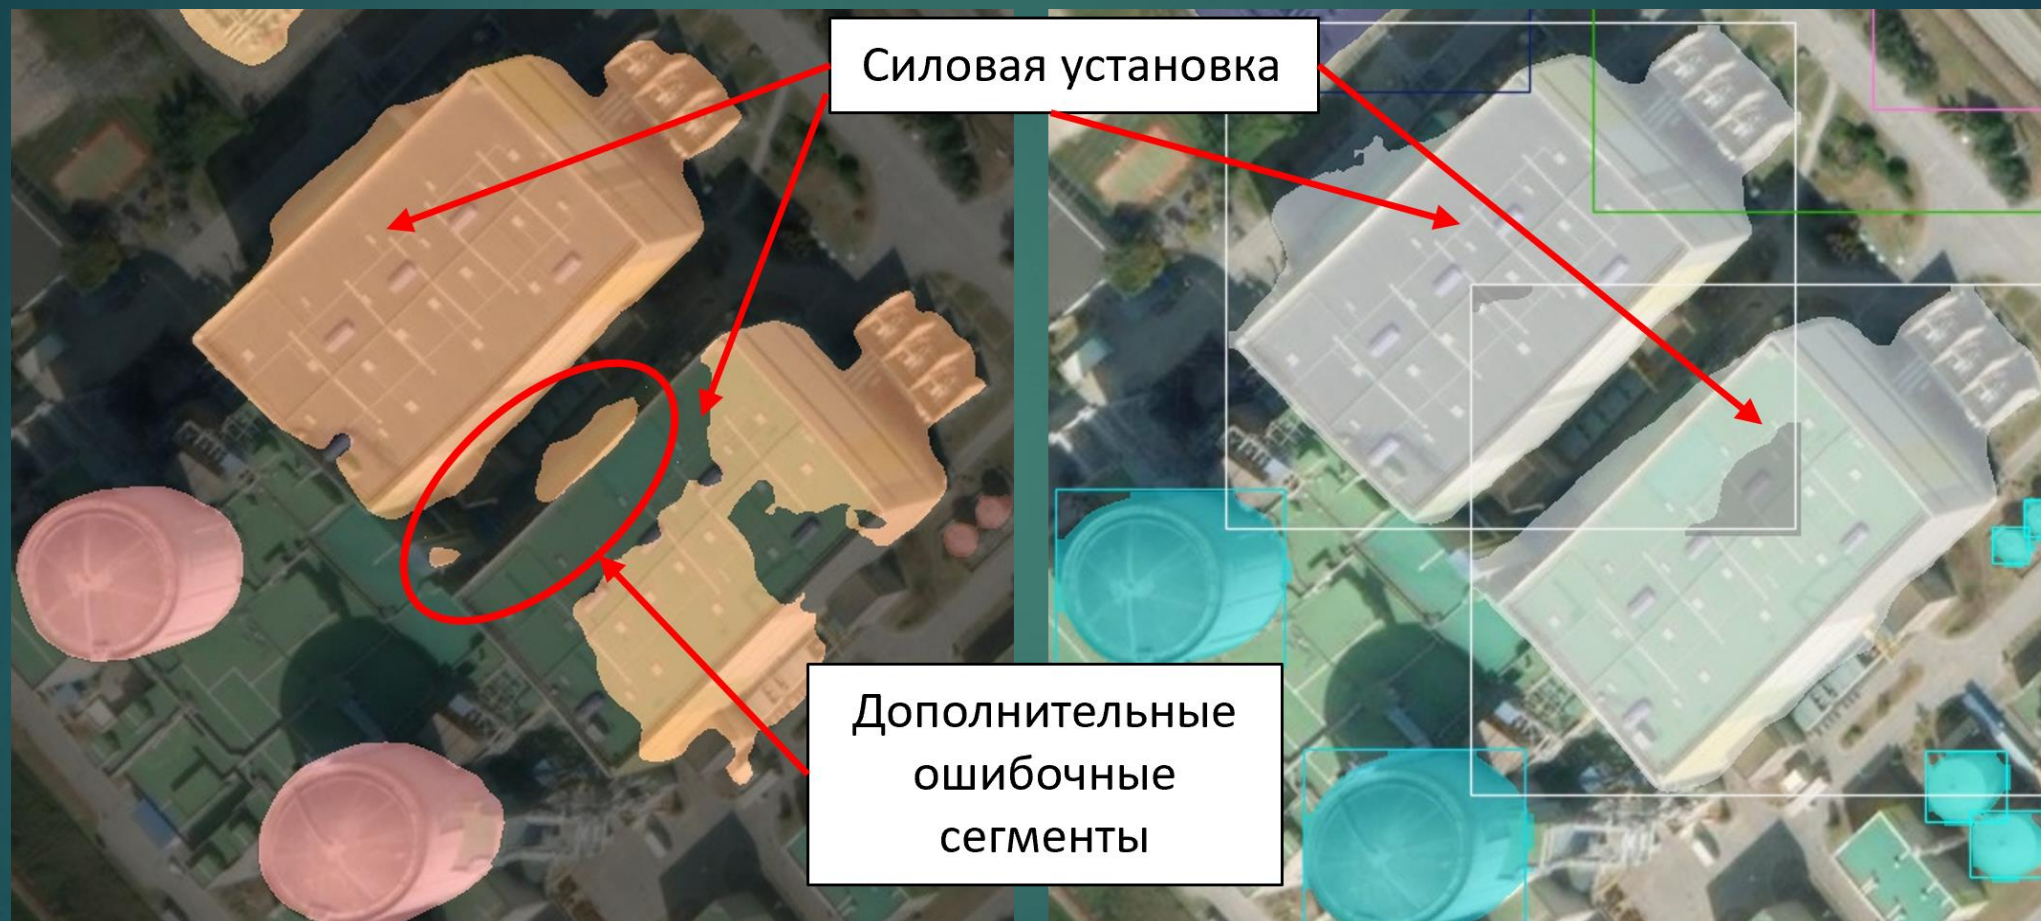 Силовая установка
Дополнительные
ошибочные
сегменты